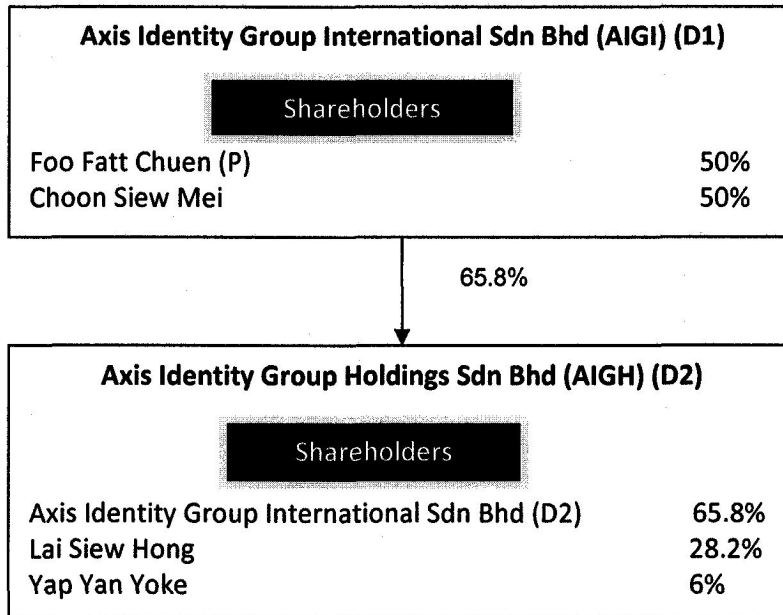 Axis Identity Group International Sdn Bhd (AIGI) (D1)
Shareholders
Foo Fatt Chuen (P) 50%
Choon Siew Mei 50%
65.8%
Axis Identity Group Holdings Sdn Bhd (AIGH) (D2)
Shareholders
Axis Identity Group International Sdn Bhd (D2) 65.8%
Lai Siew Hong 28.2%
Yap Yan Yoke 6%